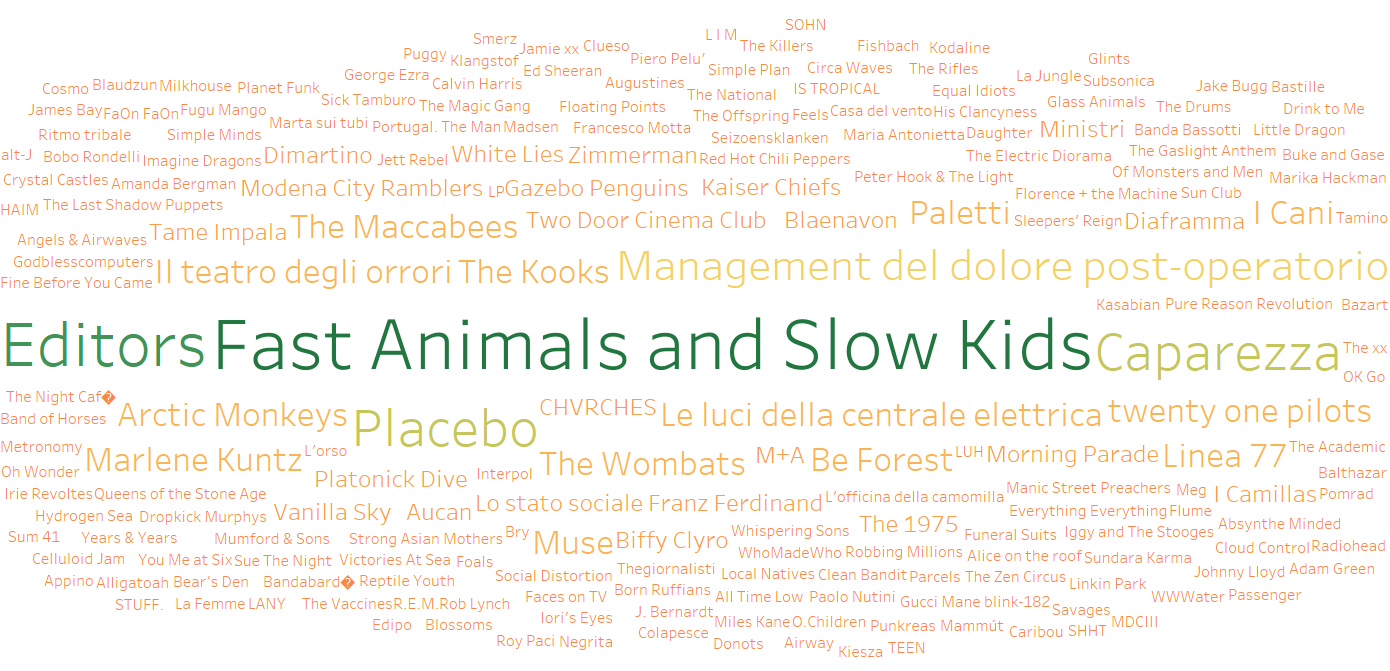 SOHN
L I M
Smerz Jamie xx Clueso The Killers Fishbach Kodaline
Puggy Klangstof Piero Pelu’ Glints
George Ezra Calvin Harris Ed Sheeran Augustines Simple Plan Circa Waves The Rifles La Jungle Subsonica
Cosmo Blaudzun Milkhouse Planet Funk The National IS TROPICAL Equal Idiots Jake Bugg Bastille
James Bay FaOn FaOn Fugu Mango Sick Tamburo The Magic Gang Floating Points The Offspring Feels Casa del vento His Clancyness Glass Animals The Drums Drink to Me
Ritmo tribale Simple Minds Marta sui tubi Portugal. The Man Madsen Francesco Motta Seizoensklanken Maria Antonietta Daughter Ministri Banda Bassotti Little Dragon
alt-J Bobo Rondelli Imagine Dragons Dimartino Jett Rebel White Lies Zimmerman Red Hot Chili Peppers The Electric Diorama The Gaslight Anthem Buke and Gase
Crystal Castles Amanda Bergman Modena City Ramblers LP Gazebo Penguins Kaiser Chiefs Peter Hook & The Light Of Monsters and Men Marika Hackman
HAIM The Last Shadow Puppets Florence + the Machine Sun Club
Angels & Airwaves Tame Impala The Maccabees Two Door Cinema Club Blaenavon Paletti Sleepers’ Reign Diaframma I Cani Tamino
Godblesscomputers
Fine Before You Came Il teatro degli orrori The Kooks Management del dolore post-operatorio
Kasabian Pure Reason Revolution Bazart
Editors Fast Animals and Slow Kids Caparezza The xx
OK Go
The Night Caf�
Band of Horses Arctic Monkeys Placebo CHVRCHES Le luci della centrale elettrica twenty one pilots
Metronomy Marlene Kuntz L’orso The Wombats M+A Be Forest LUH Morning Parade Linea 77 The Academic
Oh Wonder Platonick Dive Interpol Balthazar
Irie Revoltes Queens of the Stone Age Lo stato sociale Franz Ferdinand L’officina della camomilla Manic Street Preachers Meg I Camillas Pomrad
Hydrogen Sea Dropkick Murphys Vanilla Sky Aucan The 1975 Everything Everything Flume
Sum 41 Years & Years Mumford & Sons Strong Asian Mothers Bry Muse Biffy Clyro Whispering Sons Funeral Suits Iggy and The Stooges Absynthe Minded
Celluloid Jam You Me at Six Sue The Night Victories At Sea Foals WhoMadeWho Robbing Millions Alice on the roof Sundara Karma Cloud Control Radiohead
Appino Alligatoah Bear’s Den Bandabard� Reptile Youth Social Distortion Thegiornalisti Local Natives Clean Bandit Parcels The Zen Circus Linkin Park Johnny Lloyd Adam Green
STUFF. La Femme LANY The Vaccines R.E.M. Rob Lynch Faces on TV Born Ruffians All Time Low Paolo Nutini Gucci Mane blink-182 Savages WWWater Passenger
Edipo Blossoms Iori’s Eyes J. Bernardt Miles Kane O.Children Punkreas Mammút Caribou SHHT MDCIII
Roy Paci Negrita Colapesce Donots Airway Kiesza TEEN